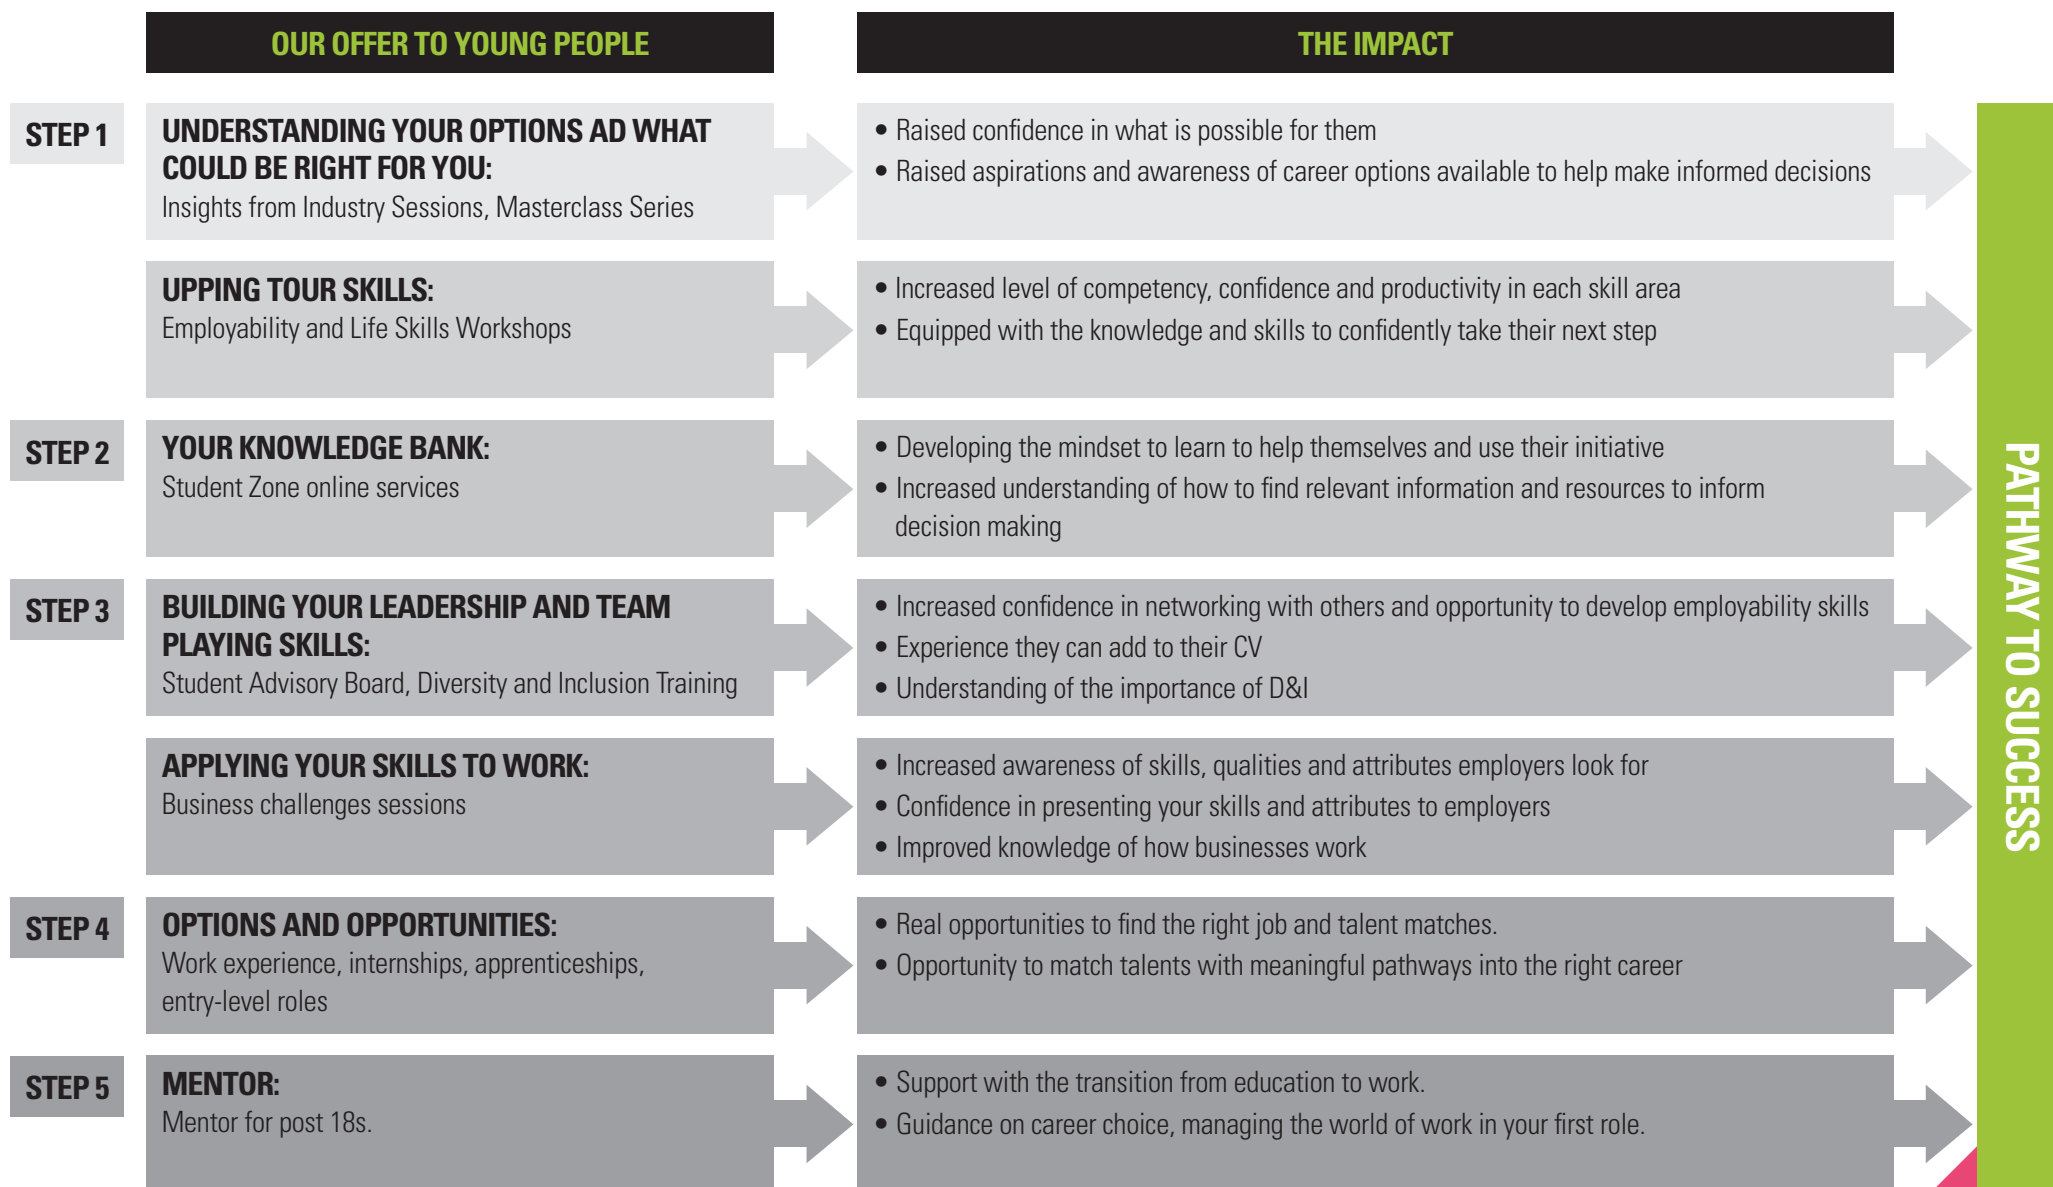 OUR OFFER TO YOUNG PEOPLE
THE IMPACT
STEP 1
UNDERSTANDING YOUR OPTIONS AD WHAT
COULD BE RIGHT FOR YOU:
Insights from Industry Sessions, Masterclass Series
• Raised confidence in what is possible for them
• Raised aspirations and awareness of career options available to help make informed decisions
UPPING TOUR SKILLS:
Employability and Life Skills Workshops
• Increased level of competency, confidence and productivity in each skill area
• Equipped with the knowledge and skills to confidently take their next step
STEP 2
YOUR KNOWLEDGE BANK:
Student Zone online services
• Developing the mindset to learn to help themselves and use their initiative
• Increased understanding of how to find relevant information and resources to inform
decision making
STEP 3
BUILDING YOUR LEADERSHIP AND TEAM
PLAYING SKILLS:
Student Advisory Board, Diversity and Inclusion Training
• Increased confidence in networking with others and opportunity to develop employability skills
• Experience they can add to their CV
• Understanding of the importance of D&I
APPLYING YOUR SKILLS TO WORK:
Business challenges sessions
• Increased awareness of skills, qualities and attributes employers look for
• Confidence in presenting your skills and attributes to employers
• Improved knowledge of how businesses work
STEP 4
OPTIONS AND OPPORTUNITIES:
Work experience, internships, apprenticeships,
entry-level roles
• Real opportunities to find the right job and talent matches.
• Opportunity to match talents with meaningful pathways into the right career
STEP 5
MENTOR:
Mentor for post 18s.
• Support with the transition from education to work.
• Guidance on career choice, managing the world of work in your first role.
PATHWAY TO SUCCESS